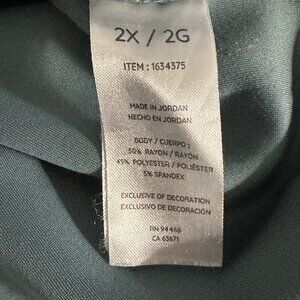 2X / 2G
ITEM : 1634375
MADE IN JORDAN
HECHO EN JORDAN
BODY / CUERPO :
50% RAYON / RAYÓN
45% POLYESTER / POLIÉSTER
5% SPANDEX
EXCLUSIVE OF DECORATION
EXCLUSIVO DE DECORACIÓN
RN 94468
CA 63671